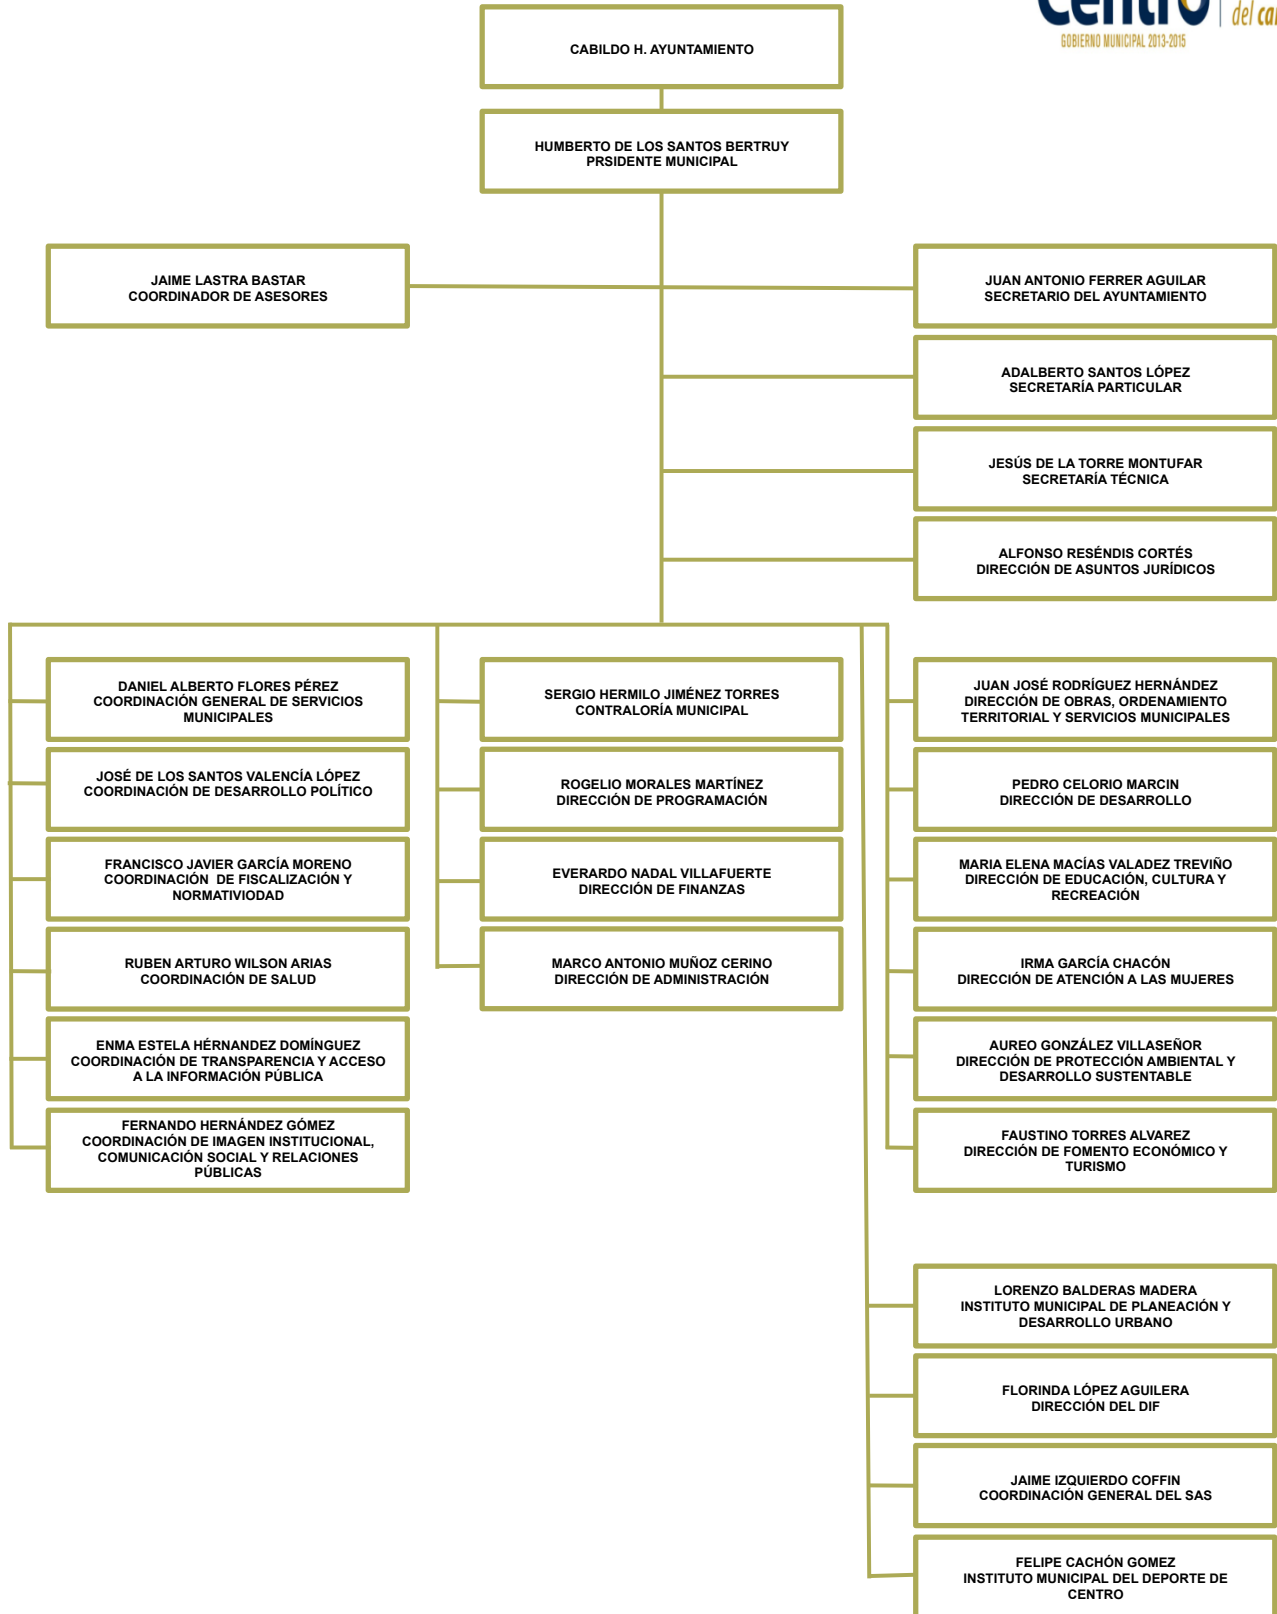 Centro
del
GOBIERNO MUNICIPAL 2013-2015
CABILDO H. AYUNTAMIENTO
HUMBERTO DE LOS SANTOS BERTRUY
PRSIDENTE MUNICIPAL
JAIME LASTRA BASTAR
COORDINADOR DE ASESORES
JUAN ANTONIO FERRER AGUILAR
SECRETARIO DEL AYUNTAMIENTO
ADALBERTO SANTOS LÓPEZ
SECRETARÍA PARTICULAR
JESÚS DE LA TORRE MONTUFAR
SECRETARÍA TÉCNICA
ALFONSO RESÉNDIS CORTÉS
DIRECCIÓN DE ASUNTOS JURÍDICOS
DANIEL ALBERTO FLORES PÉREZ
COORDINACIÓN GENERAL DE SERVICIOS
MUNICIPALES
JOSÉ DE LOS SANTOS VALENCÍA LÓPEZ
COORDINACIÓN DE DESARROLLO POLÍTICO
FRANCISCO JAVIER GARCÍA MORENO
COORDINACIÓN  DE FISCALIZACIÓN Y
NORMATIVIODAD
RUBEN ARTURO WILSON ARIAS
COORDINACIÓN DE SALUD
ENMA ESTELA HÉRNANDEZ DOMÍNGUEZ
COORDINACIÓN DE TRANSPARENCIA Y ACCESO
A LA INFORMACIÓN PÚBLICA
FERNANDO HERNÁNDEZ GÓMEZ
COORDINACIÓN DE IMAGEN INSTITUCIONAL,
COMUNICACIÓN SOCIAL Y RELACIONES
PÚBLICAS
SERGIO HERMILO JIMÉNEZ TORRES
CONTRALORÍA MUNICIPAL
ROGELIO MORALES MARTÍNEZ
DIRECCIÓN DE PROGRAMACIÓN
EVERARDO NADAL VILLAFUERTE
DIRECCIÓN DE FINANZAS
MARCO ANTONIO MUÑOZ CERINO
DIRECCIÓN DE ADMINISTRACIÓN
JUAN JOSÉ RODRÍGUEZ HERNÁNDEZ
DIRECCIÓN DE OBRAS, ORDENAMIENTO
TERRITORIAL Y SERVICIOS MUNICIPALES
PEDRO CELORIO MARCIN
DIRECCIÓN DE DESARROLLO
MARIA ELENA MACÍAS VALADEZ TREVIÑO
DIRECCIÓN DE EDUCACIÓN, CULTURA Y
RECREACIÓN
IRMA GARCÍA CHACÓN
DIRECCIÓN DE ATENCIÓN A LAS MUJERES
AUREO GONZÁLEZ VILLASEÑOR
DIRECCIÓN DE PROTECCIÓN AMBIENTAL Y
DESARROLLO SUSTENTABLE
FAUSTINO TORRES ALVAREZ
DIRECCIÓN DE FOMENTO ECONÓMICO Y
TURISMO
LORENZO BALDERAS MADERA
INSTITUTO MUNICIPAL DE PLANEACIÓN Y
DESARROLLO URBANO
FLORINDA LÓPEZ AGUILERA
DIRECCIÓN DEL DIF
JAIME IZQUIERDO COFFIN
COORDINACIÓN GENERAL DEL SAS
FELIPE CACHÓN GOMEZ
INSTITUTO MUNICIPAL DEL DEPORTE DE
CENTRO